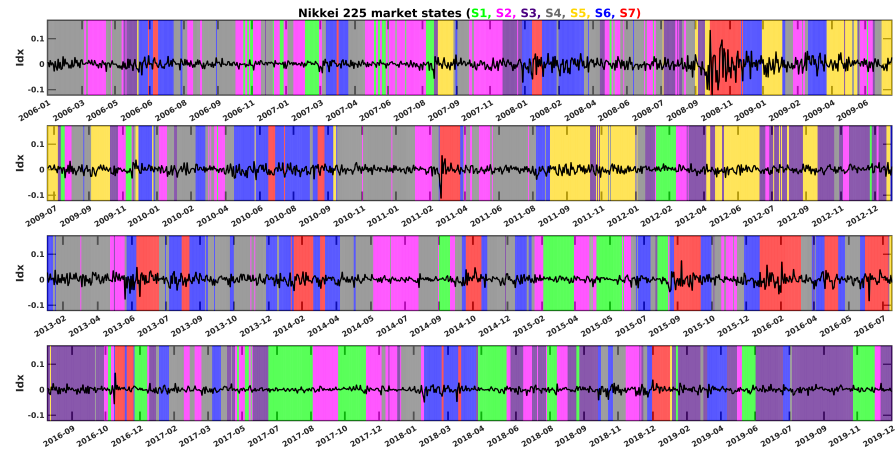 Nikkei 225 market states (S1, S2, S3, S4, S5, S6, S7)
0.1
0
-0.1
Idx
2006-01 2006-03 2006-05 2006-06 2006-08 2006-09 2006-11 2007-01 2007-03 2007-04 2007-06 2007-07 2007-09 2007-11 2008-01 2008-02 2008-04 2008-06 2008-07 2008-09 2008-11 2009-01 2009-02 2009-04 2009-06
0.1
0
-0.1
Idx
2009-07 2009-09 2009-11 2010-01 2010-02 2010-04 2010-06 2010-08 2010-09 2010-11 2011-01 2011-02 2011-04 2011-06 2011-08 2011-09 2011-11 2012-01 2012-02 2012-04 2012-06 2012-07 2012-09 2012-11 2012-12
0.1
0
-0.1
Idx
2013-02 2013-04 2013-06 2013-07 2013-09 2013-10 2013-12 2014-02 2014-04 2014-05 2014-07 2014-09 2014-10 2014-12 2015-02 2015-03 2015-05 2015-07 2015-09 2015-10 2015-12 2016-02 2016-04 2016-05 2016-07
0.1
0
-0.1
Idx
2016-09 2016-10 2016-12 2017-02 2017-03 2017-05 2017-07 2017-08 2017-10 2017-12 2018-01 2018-03 2018-04 2018-06 2018-08 2018-09 2018-11 2018-12 2019-02 2019-04 2019-06 2019-07 2019-09 2019-11 2019-12